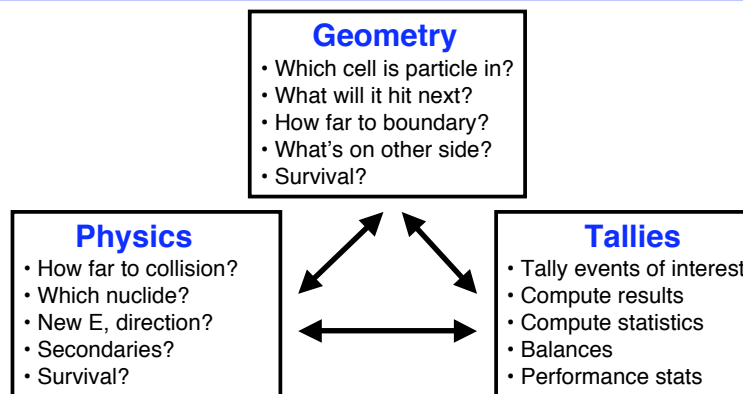 Geometry
• Which cell is particle in?
• What will it hit next?
• How far to boundary?
• What's on other side?
• Survival?
Physics
• How far to collision?
• Which nuclide?
• New E, direction?
• Secondaries?
• Survival?
Tallies
• Tally events of interest
• Compute results
• Compute statistics
• Balances
• Performance stats